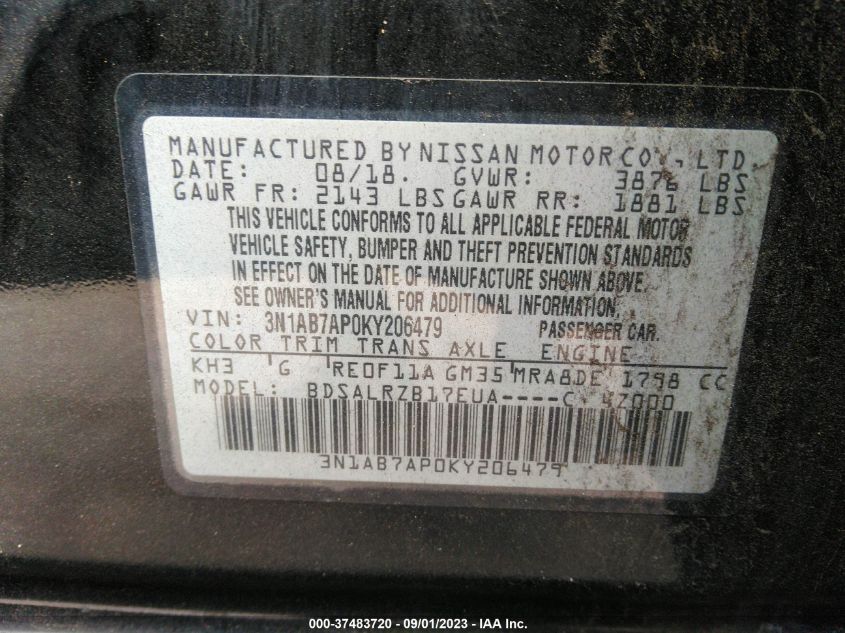 MANUFACTURED BY NISSAN MOTOR CO., LTD.
DATE: 08/18. GVWR: 3876 LBS
GAWR FR: 2143 LBS GAWR RR: 1881 LBS
THIS VEHICLE CONFORMS TO ALL APPLICABLE FEDERAL MOTOR
VEHICLE SAFETY, BUMPER AND THEFT PREVENTION STANDARDS
IN EFFECT ON THE DATE OF MANUFACTURE SHOWN ABOVE.
SEE OWNER'S MANUAL FOR ADDITIONAL INFORMATION.
VIN: 3N1AB7AP0KY206479 PASSENGER CAR.
COLOR TRIM TRANS AXLE ENGINE
KH3 G RE0F11A GM35 MRA8DE 1798 CC
MODEL: BDSALRZB17EUA----C 4Z000
3N1AB7AP0KY206479
000-37483720 - 09/01/2023 - IAA Inc.